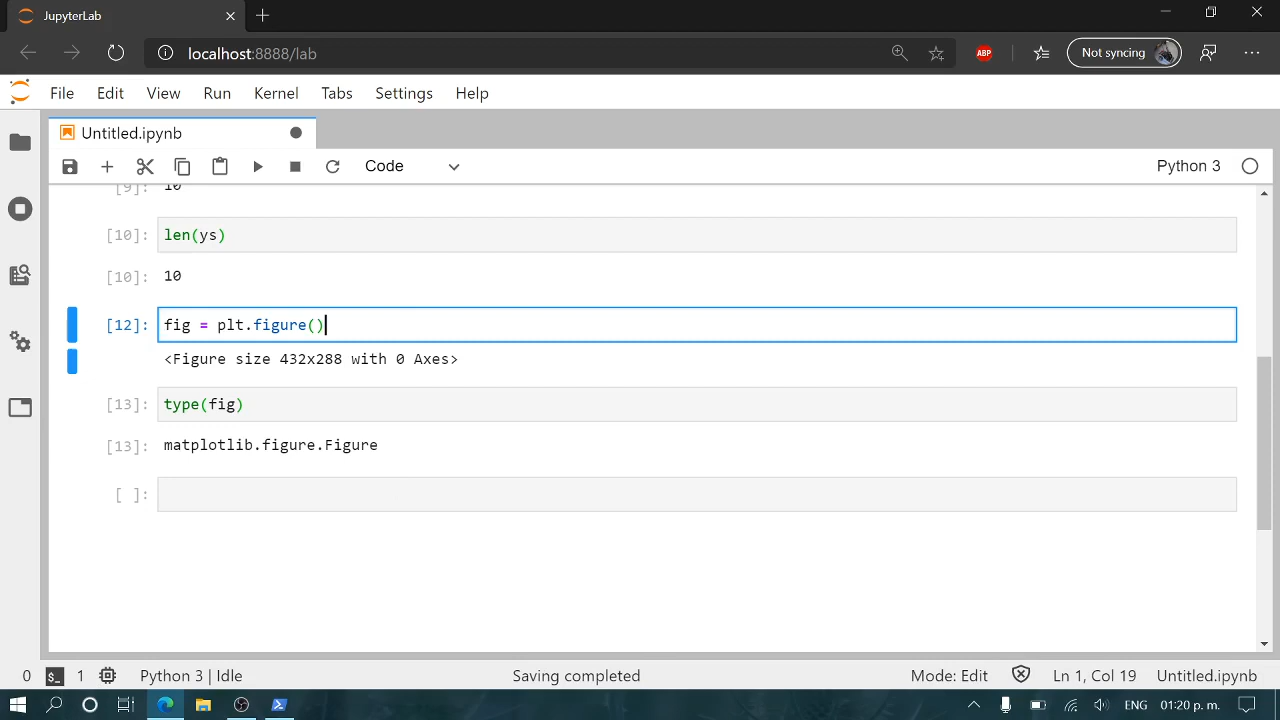 JupyterLab
localhost:8888/lab
ABP
Not syncing
File Edit View Run Kernel Tabs Settings Help
Untitled.ipynb
Code
Python 3
[9]: 10
[10]: len(ys)
[10]: 10
[12]: fig = plt.figure()
<Figure size 432x288 with 0 Axes>
[13]: type(fig)
[13]: matplotlib.figure.Figure
[ ]:
0 $_ 1 Python 3 | Idle Saving completed Mode: Edit Ln 1, Col 19 Untitled.ipynb
ENG 01:20 p. m.